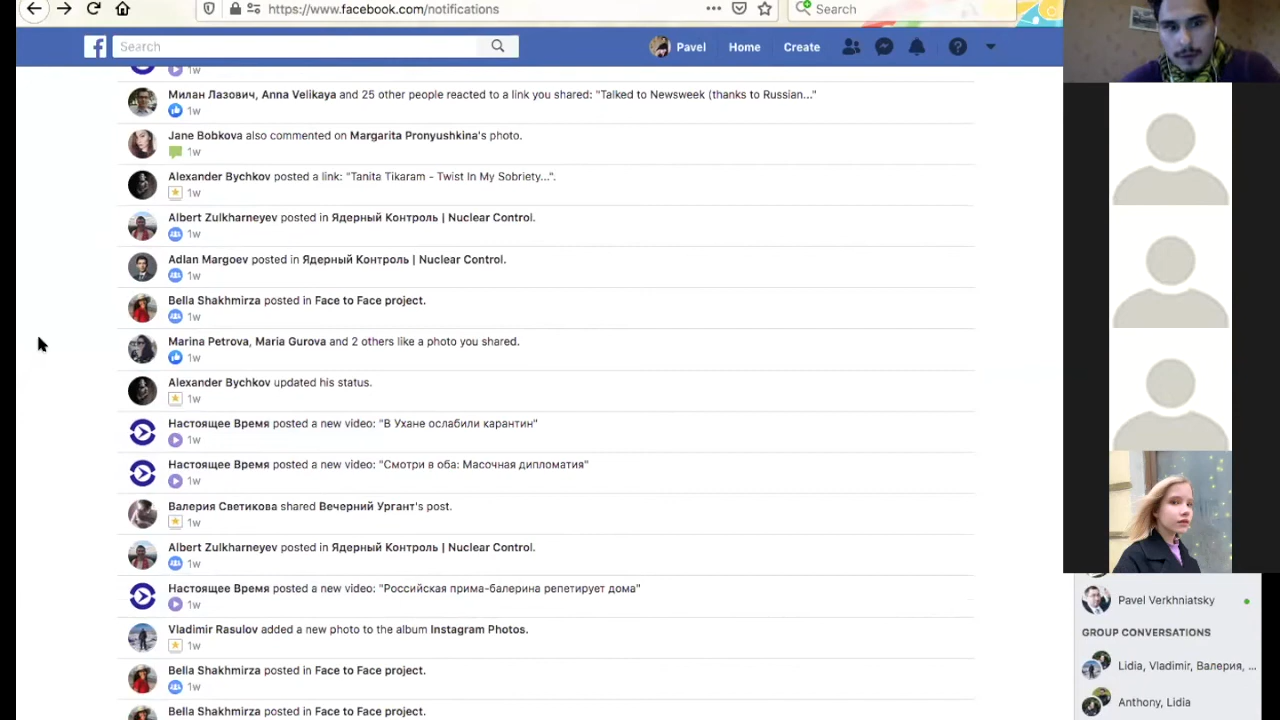 https://www.facebook.com/notifications
Search
Search
Pavel
Home
Create
1w
Милан Лазович, Anna Velikaya and 25 other people reacted to a link you shared: "Talked to Newsweek (thanks to Russian..."
1w
Jane Bobkova also commented on Margarita Pronyushkina's photo.
1w
Alexander Bychkov posted a link: "Tanita Tikaram - Twist In My Sobriety...".
1w
Albert Zulkharneyev posted in Ядерный Контроль | Nuclear Control.
1w
Adlan Margoev posted in Ядерный Контроль | Nuclear Control.
1w
Bella Shakhmirza posted in Face to Face project.
1w
Marina Petrova, Maria Gurova and 2 others like a photo you shared.
1w
Alexander Bychkov updated his status.
1w
Настоящее Время posted a new video: "В Ухане ослабили карантин"
1w
Настоящее Время posted a new video: "Смотри в оба: Масочная дипломатия"
1w
Валерия Светикова shared Вечерний Ургант's post.
1w
Albert Zulkharneyev posted in Ядерный Контроль | Nuclear Control.
1w
Настоящее Время posted a new video: "Российская прима-балерина репетирует дома"
1w
Vladimir Rasulov added a new photo to the album Instagram Photos.
1w
Bella Shakhmirza posted in Face to Face project.
1w
Bella Shakhmirza posted in Face to Face project.
Pavel Verkhniatsky
GROUP CONVERSATIONS
Lidia, Vladimir, Валерия, ...
Anthony, Lidia